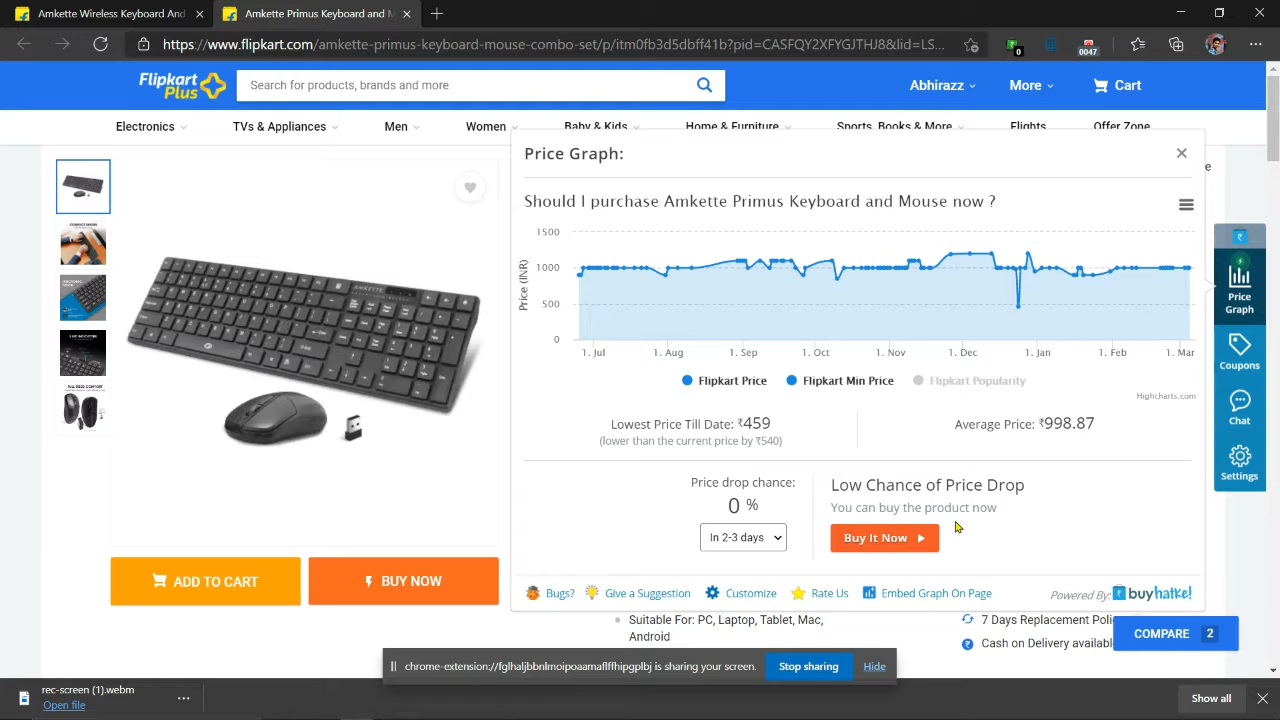 Amkette Wireless Keyboard And
Amkette Primus Keyboard and M
https://www.flipkart.com/amkette-primus-keyboard-mouse-combo-set/p/itm0fb3d5dbff41b?pid=CASFQY2XFYGJTHJ8&lid=LS...
0
0047
Flipkart
Plus
Search for products, brands and more
Abhirazz
More
Cart
Electronics
TVs & Appliances
Men
Women
Baby & Kids
Home & Furniture
Sports, Books & More
Flights
Offer Zone
Price Graph:
Should I purchase Amkette Primus Keyboard and Mouse now ?
Price (INR)
1500
1000
500
0
1. Jul
1. Aug
1. Sep
1. Oct
1. Nov
1. Dec
1. Jan
1. Feb
1. Mar
Flipkart Price
Flipkart Min Price
Flipkart Popularity
Highcharts.com
Lowest Price Till Date: ₹459
(lower than the current price by ₹540)
Average Price: ₹998.87
Price drop chance:
0 %
In 2-3 days
Low Chance of Price Drop
You can buy the product now
Buy It Now
Bugs?
Give a Suggestion
Customize
Rate Us
Embed Graph On Page
Powered By: buyhatke!
Price
Graph
Coupons
Chat
Settings
AMKETTE
ADD TO CART
BUY NOW
Suitable For: PC, Laptop, Tablet, Mac,
Android
7 Days Replacement Poli
Cash on Delivery availabl
COMPARE 2
chrome-extension://fglhaljbbnlmoipoaamaflffhipgplbj is sharing your screen.
Stop sharing
Hide
rec-screen (1).webm
Open file
Show all